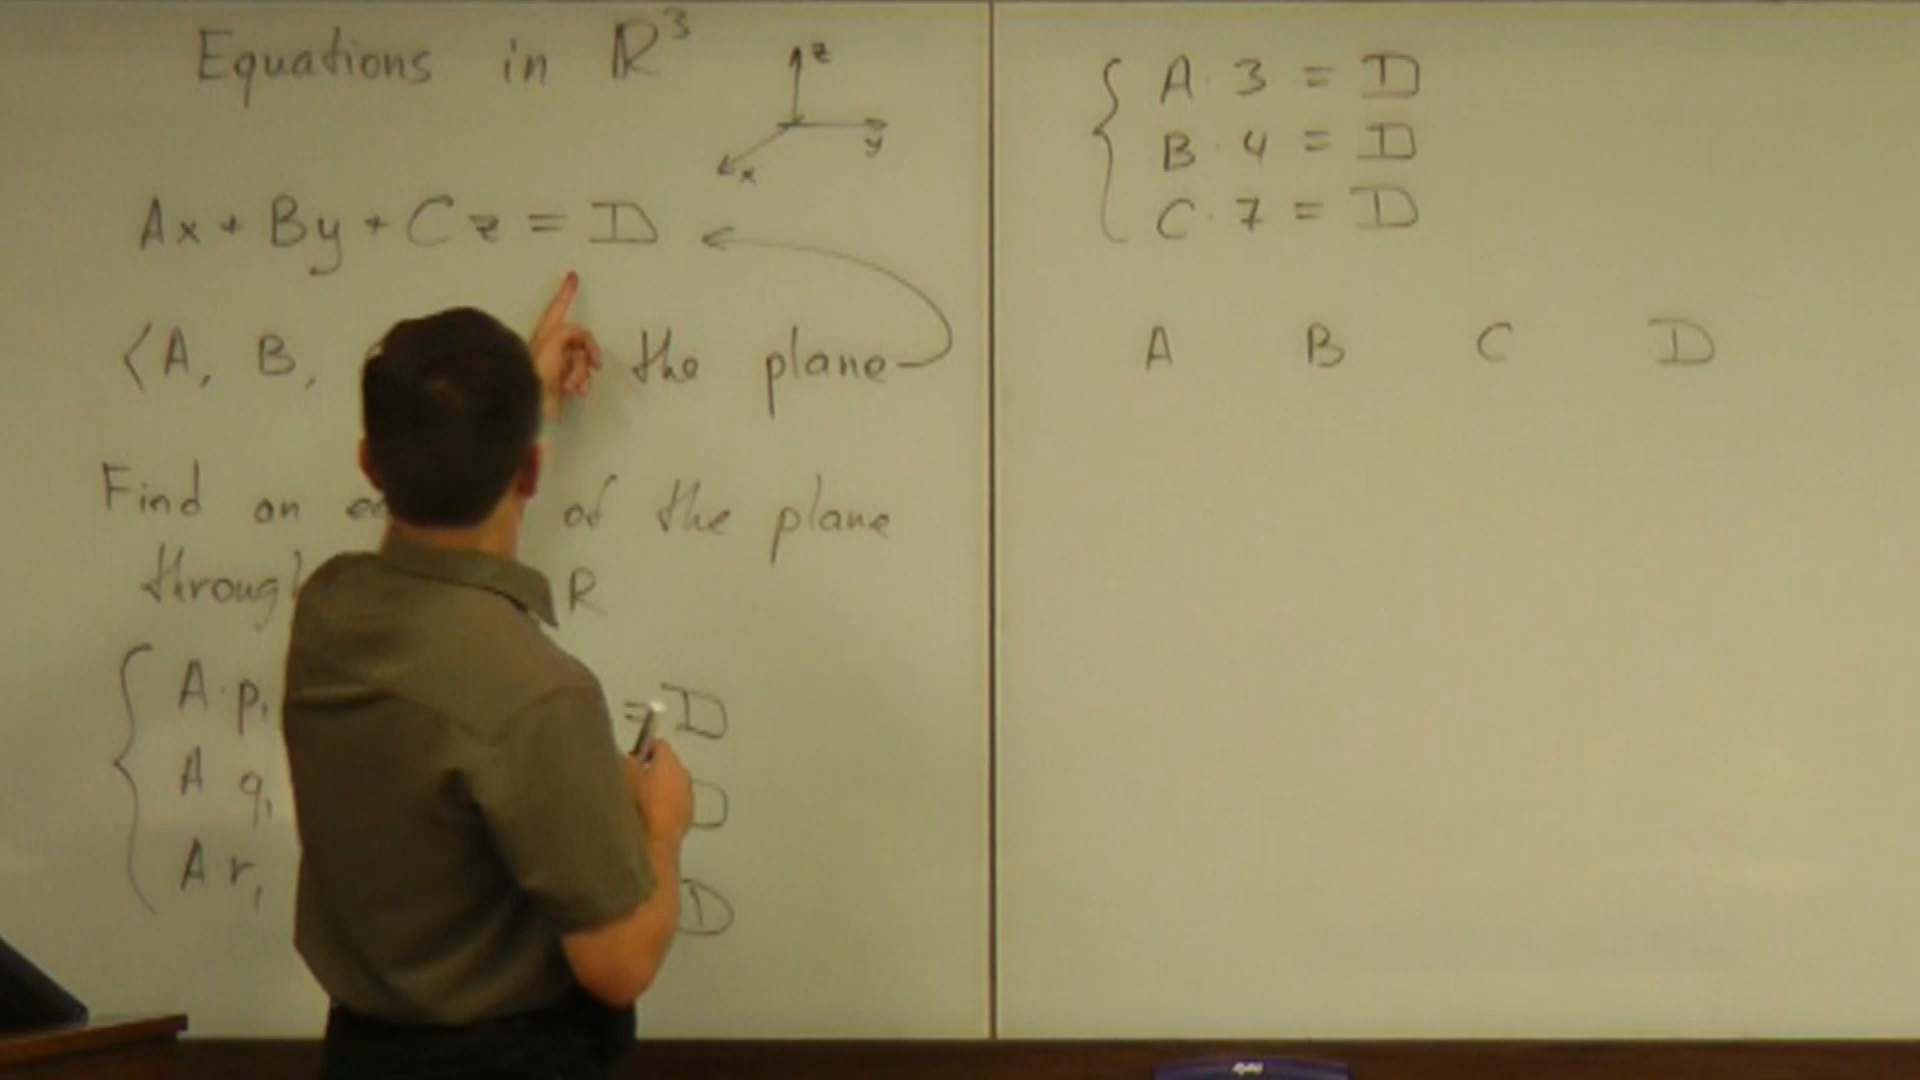 Equations in ℝ³
z
y
x
Ax + By + Cz = D
⟨A, B, the plane
Find an of the plane
through R
A · p₁ = D
A q₁ D
A r₁ D
A · 3 = D
B · 4 = D
C · 7 = D
A B C D